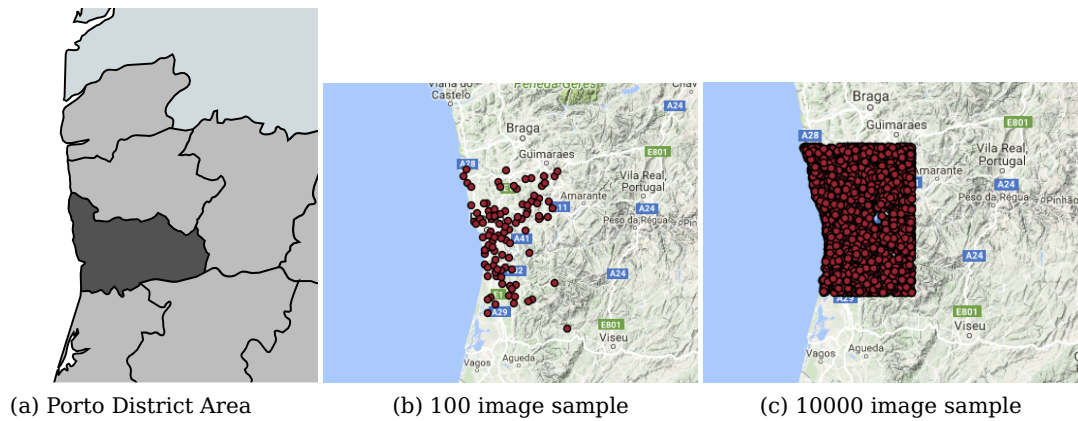 Viana do
Castelo
Peneda-Gerês
Chav
A24
Braga
Guimaraes
E801
A28
Vila Real,
Portugal
Amarante
A11
A24
Peso da Régua
A41
A24
A29
E801
Viseu
Vagos
Agueda
Braga
A28
Guimaraes
E801
Vila Real,
Portugal
Amarante
A24
Peso da Régua
Pinhão
A24
A29
E801
Viseu
Vagos
Agueda
(a) Porto District Area
(b) 100 image sample
(c) 10000 image sample